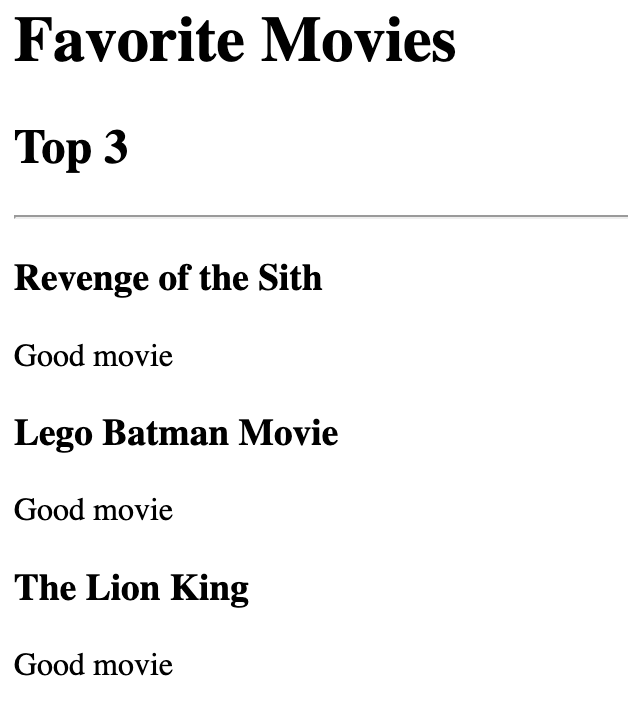 Favorite Movies
Top 3
Revenge of the Sith
Good movie
Lego Batman Movie
Good movie
The Lion King
Good movie